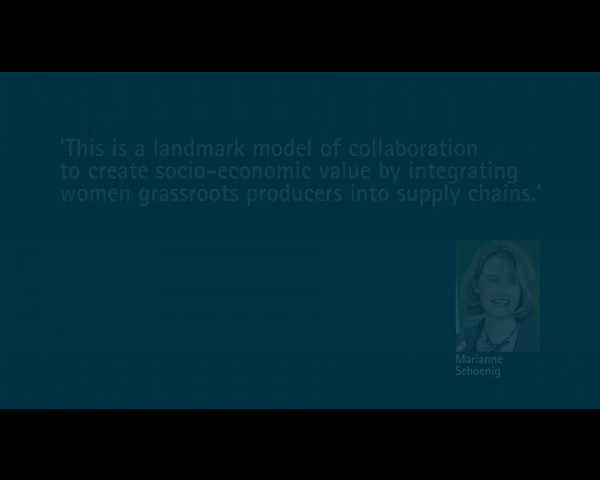 ‘This is a landmark model of collaboration
to create socio-economic value by integrating
women grassroots producers into supply chains.’
Marianne
Schoenig